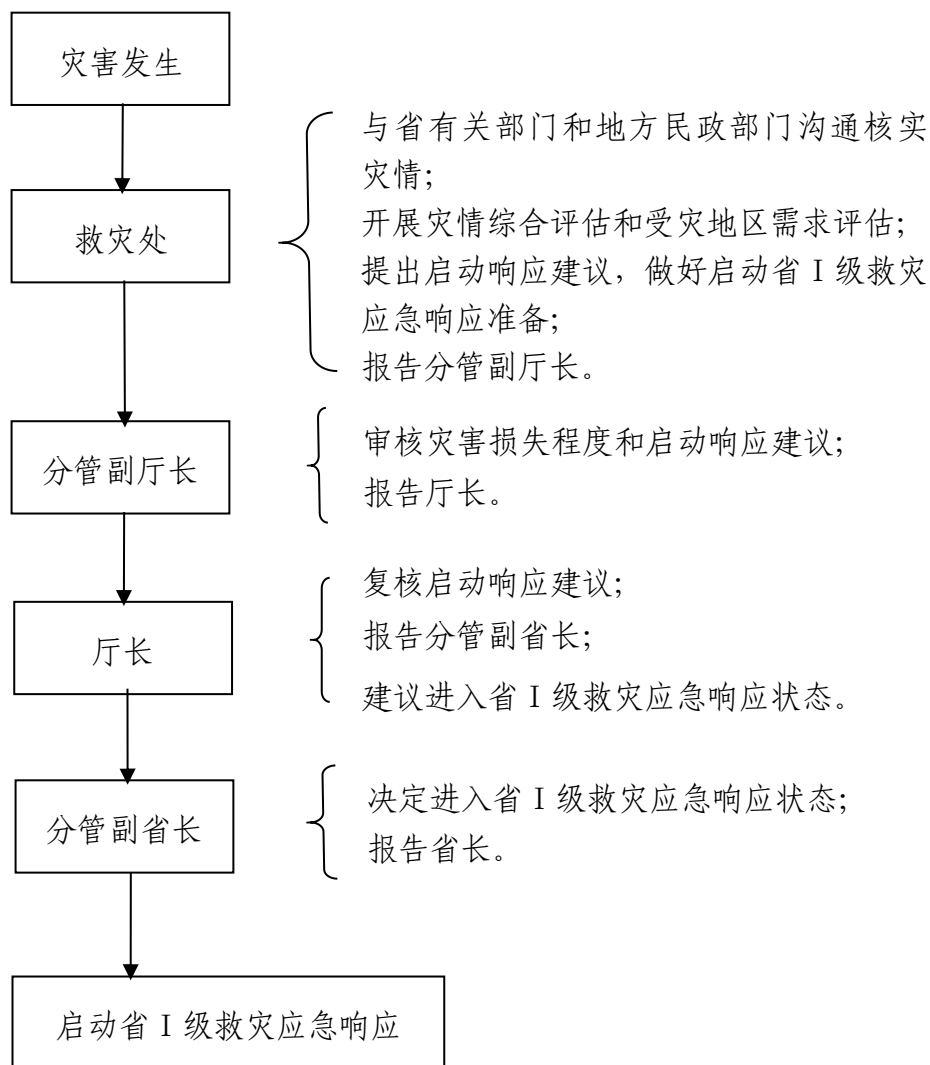 灾害发生
与省有关部门和地方民政部门沟通核实
灾情；
救灾处
开展灾情综合评估和受灾地区需求评估；
提出启动响应建议，做好启动省Ⅰ级救灾
应急响应准备；
报告分管副厅长。
分管副厅长
审核灾害损失程度和启动响应建议；
报告厅长。
厅长
复核启动响应建议；
报告分管副省长；
建议进入省Ⅰ级救灾应急响应状态。
分管副省长
决定进入省Ⅰ级救灾应急响应状态；
报告省长。
启动省Ⅰ级救灾应急响应